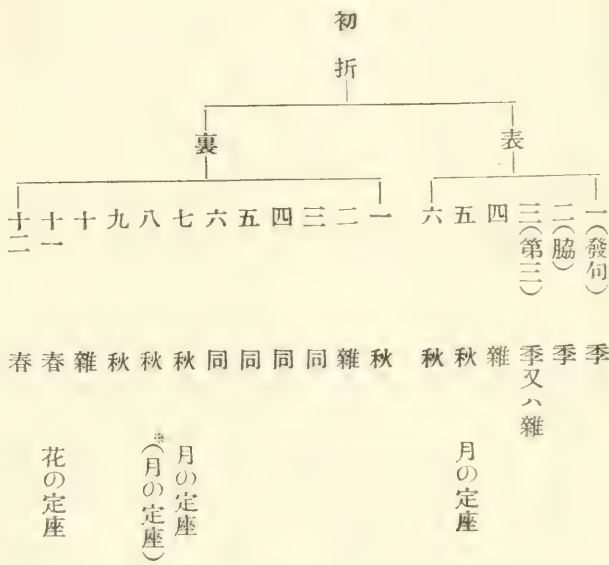 初折
表
一(發句) 季
二(脇) 季
三(第三) 季又ハ雜
四 雜
五 秋 月の定座
六 秋
裏
一 秋
二 雜
三 同
四 同
五 同
六 同
七 秋 月の定座
八 秋 ※(月の定座)
九 秋
十 雜
十一 春 花の定座
十二 春